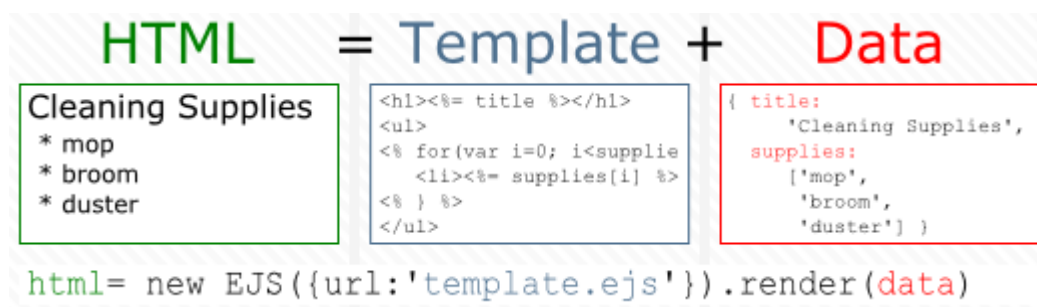 HTML = Template + Data
Cleaning Supplies
* mop
* broom
* duster
<h1><%= title %></h1>
<ul>
<% for(var i=0; i<supplie
<li><%= supplies[i] %>
<% } %>
</ul>
{ title:
'Cleaning Supplies',
supplies:
['mop',
'broom',
'duster'] }
html= new EJS({url:'template.ejs'}).render(data)